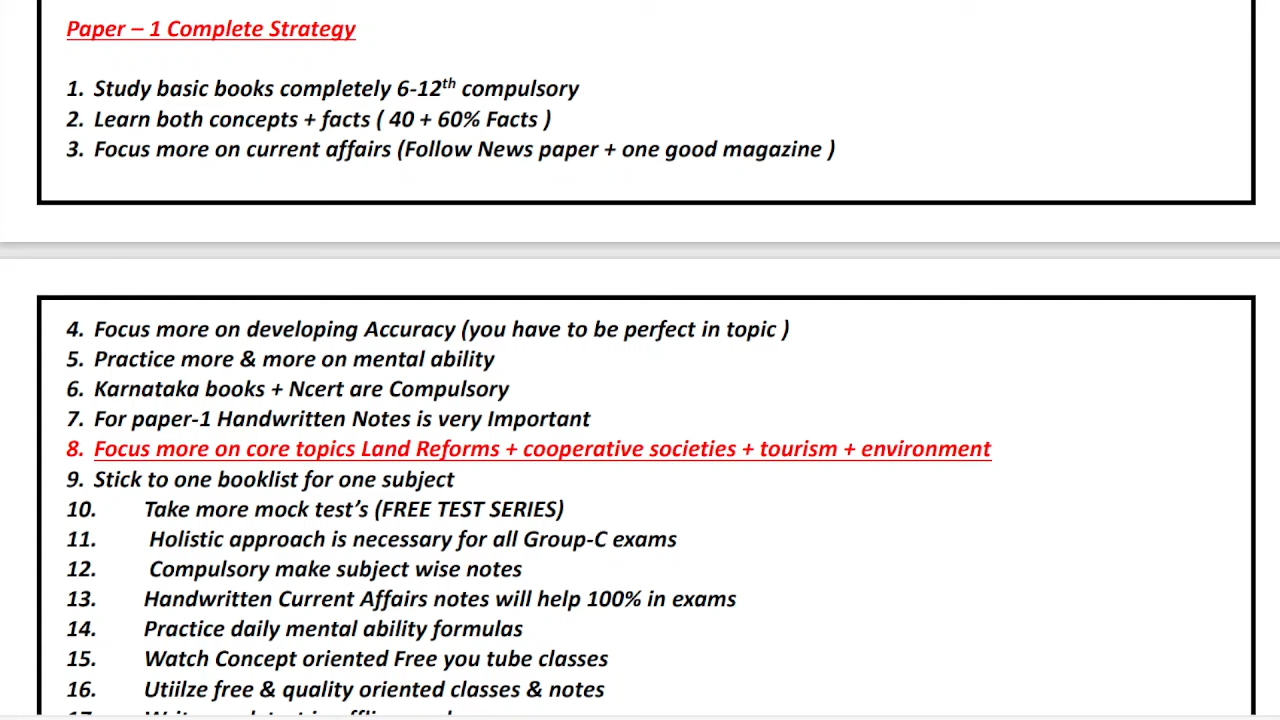 Paper – 1 Complete Strategy
1. Study basic books completely 6-12th compulsory
2. Learn both concepts + facts ( 40 + 60% Facts )
3. Focus more on current affairs (Follow News paper + one good magazine )
4. Focus more on developing Accuracy (you have to be perfect in topic )
5. Practice more & more on mental ability
6. Karnataka books + Ncert are Compulsory
7. For paper-1 Handwritten Notes is very Important
8. Focus more on core topics Land Reforms + cooperative societies + tourism + environment
9. Stick to one booklist for one subject
10. Take more mock test’s (FREE TEST SERIES)
11. Holistic approach is necessary for all Group-C exams
12. Compulsory make subject wise notes
13. Handwritten Current Affairs notes will help 100% in exams
14. Practice daily mental ability formulas
15. Watch Concept oriented Free you tube classes
16. Utiilze free & quality oriented classes & notes